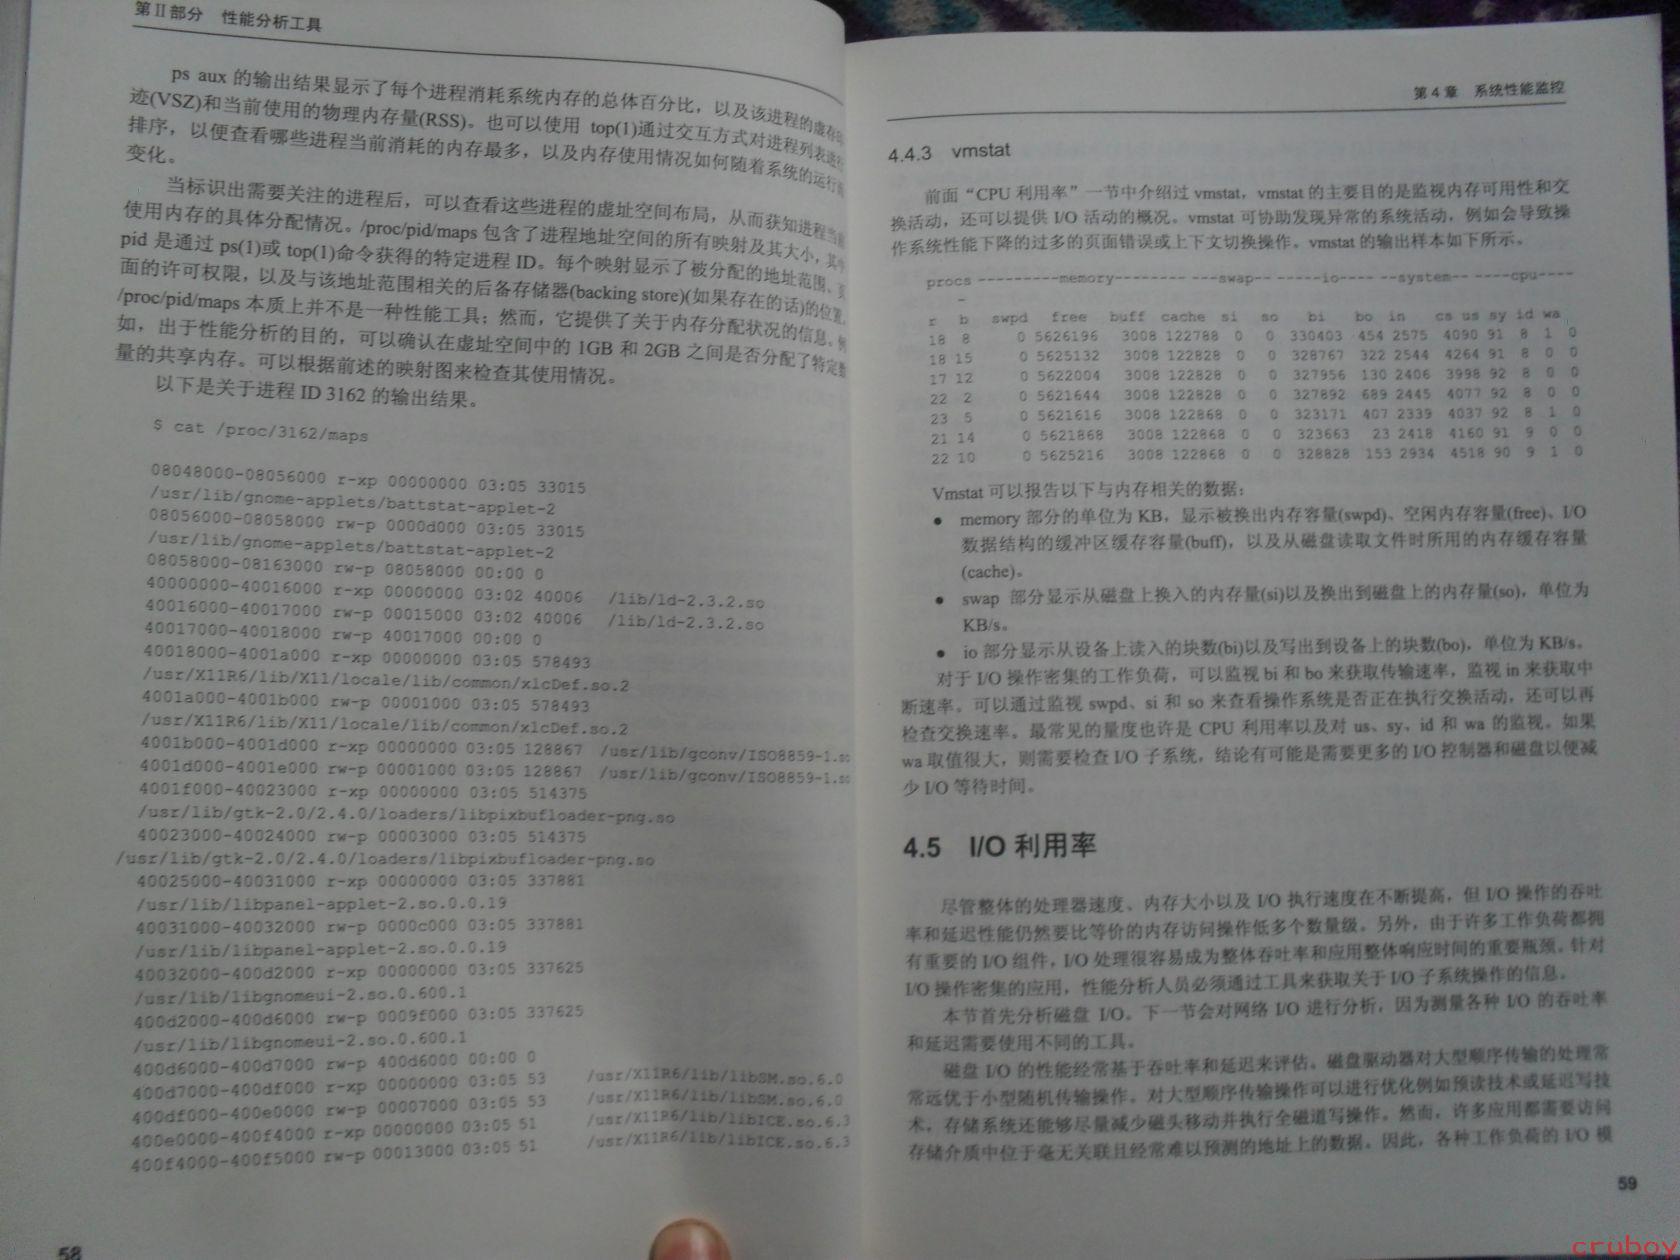 第Ⅱ部分 性能分析工具
ps aux 的输出结果显示了每个进程消耗系统内存的总体百分比，以及该进程的虚存
迹(VSZ)和当前使用的物理内存量(RSS)。也可以使用 top(1)通过交互方式对进程列表进行
排序，以便查看哪些进程当前消耗的内存最多，以及内存使用情况如何随着系统的运行
变化。
当标识出需要关注的进程后，可以查看这些进程的虚址空间布局，从而获知进程当前
使用内存的具体分配情况。/proc/pid/maps 包含了进程地址空间的所有映射及其大小，其中
pid 是通过 ps(1)或 top(1)命令获得的特定进程 ID。每个映射显示了被分配的地址范围、页
面的许可权限，以及与该地址范围相关的后备存储器(backing store)(如果存在的话)的位置。
/proc/pid/maps 本质上并不是一种性能工具；然而，它提供了关于内存分配状况的信息。例
如，出于性能分析的目的，可以确认在虚址空间中的 1GB 和 2GB 之间是否分配了特定数
量的共享内存。可以根据前述的映射图来检查其使用情况。
以下是关于进程 ID 3162 的输出结果。
$ cat /proc/3162/maps
08048000-08056000 r-xp 00000000 03:05 33015
/usr/lib/gnome-applets/battstat-applet-2
08056000-08058000 rw-p 0000d000 03:05 33015
/usr/lib/gnome-applets/battstat-applet-2
08058000-08163000 rw-p 08058000 00:00 0
40000000-40016000 r-xp 00000000 03:02 40006 /lib/ld-2.3.2.so
40016000-40017000 rw-p 00015000 03:02 40006 /lib/ld-2.3.2.so
40017000-40018000 rw-p 40017000 00:00 0
40018000-4001a000 r-xp 00000000 03:05 578493
/usr/X11R6/lib/X11/locale/lib/common/xlcDef.so.2
4001a000-4001b000 rw-p 00001000 03:05 578493
/usr/X11R6/lib/X11/locale/lib/common/xlcDef.so.2
4001b000-4001d000 r-xp 00000000 03:05 128867 /usr/lib/gconv/ISO8859-1.so
4001d000-4001e000 rw-p 00001000 03:05 128867 /usr/lib/gconv/ISO8859-1.so
4001f000-40023000 r-xp 00000000 03:05 514375
/usr/lib/gtk-2.0/2.4.0/loaders/libpixbufloader-png.so
40023000-40024000 rw-p 00003000 03:05 514375
/usr/lib/gtk-2.0/2.4.0/loaders/libpixbufloader-png.so
40025000-40031000 r-xp 00000000 03:05 337881
/usr/lib/libpanel-applet-2.so.0.0.19
40031000-40032000 rw-p 0000c000 03:05 337881
/usr/lib/libpanel-applet-2.so.0.0.19
40032000-400d2000 r-xp 00000000 03:05 337625
/usr/lib/libgnomeui-2.so.0.600.1
400d2000-400d6000 rw-p 0009f000 03:05 337625
/usr/lib/libgnomeui-2.so.0.600.1
400d6000-400d7000 rw-p 400d6000 00:00 0
400d7000-400df000 r-xp 00000000 03:05 53 /usr/X11R6/lib/libSM.so.6.0
400df000-400e0000 rw-p 00007000 03:05 53 /usr/X11R6/lib/libSM.so.6.0
400e0000-400f4000 r-xp 00000000 03:05 51 /usr/X11R6/lib/libICE.so.6.3
400f4000-400f5000 rw-p 00013000 03:05 51 /usr/X11R6/lib/libICE.so.6.3
58
第 4 章 系统性能监控
4.4.3 vmstat
前面“CPU 利用率”一节中介绍过 vmstat，vmstat 的主要目的是监视内存可用性和交
换活动，还可以提供 I/O 活动的概况。vmstat 可协助发现异常的系统活动，例如会导致操
作系统性能下降的过多的页面错误或上下文切换操作。vmstat 的输出样本如下所示。
procs ----------memory-------- ---swap-- -----io---- --system-- ----cpu----
-
r b swpd free buff cache si so bi bo in cs us sy id wa
18 8 0 5626196 3008 122788 0 0 330403 454 2575 4090 91 8 1 0
18 15 0 5625132 3008 122828 0 0 328767 322 2544 4264 91 8 0 0
17 12 0 5622004 3008 122828 0 0 327956 130 2406 3998 92 8 0 0
22 2 0 5621644 3008 122828 0 0 327892 689 2445 4077 92 8 0 0
23 5 0 5621616 3008 122868 0 0 323171 407 2339 4037 92 8 1 0
21 14 0 5621868 3008 122868 0 0 323663 23 2418 4160 91 9 0 0
22 10 0 5625216 3008 122868 0 0 328828 153 2934 4518 90 9 1 0
Vmstat 可以报告以下与内存相关的数据：
● memory 部分的单位为 KB，显示被换出内存容量(swpd)、空闲内存容量(free)、I/O
数据结构的缓冲区缓存容量(buff)，以及从磁盘读取文件时所用的内存缓存容量
(cache)。
● swap 部分显示从磁盘上换入的内存量(si)以及换出到磁盘上的内存量(so)，单位为
KB/s。
● io 部分显示从设备上读入的块数(bi)以及写出到设备上的块数(bo)，单位为 KB/s。
对于 I/O 操作密集的工作负荷，可以监视 bi 和 bo 来获取传输速率，监视 in 来获取中
断速率。可以通过监视 swpd、si 和 so 来查看操作系统是否正在执行交换活动，还可以再
检查交换速率。最常见的量度也许是 CPU 利用率以及对 us、sy、id 和 wa 的监视。如果
wa 取值很大，则需要检查 I/O 子系统，结论有可能是需要更多的 I/O 控制器和磁盘以便减
少 I/O 等待时间。
4.5 I/O 利用率
尽管整体的处理器速度、内存大小以及 I/O 执行速度在不断提高，但 I/O 操作的吞吐
率和延迟性能仍然要比等价的内存访问操作低多个数量级。另外，由于许多工作负荷都拥
有重要的 I/O 组件，I/O 处理很容易成为整体吞吐率和应用整体响应时间的重要瓶颈。针对
I/O 操作密集的应用，性能分析人员必须通过工具来获取关于 I/O 子系统操作的信息。
本节首先分析磁盘 I/O。下一节会对网络 I/O 进行分析，因为测量各种 I/O 的吞吐率
和延迟需要使用不同的工具。
磁盘 I/O 的性能经常基于吞吐率和延迟来评估。磁盘驱动器对大型顺序传输的处理常
常远优于小型随机传输操作。对大型顺序传输操作可以进行优化例如预读技术或延迟写技
术，存储系统还能够尽量减少磁头移动并执行全磁道写操作。然而，许多应用都需要访问
存储介质中位于毫无关联且经常难以预测的地址上的数据。因此，各种工作负荷的 I/O 模
59
cruboy